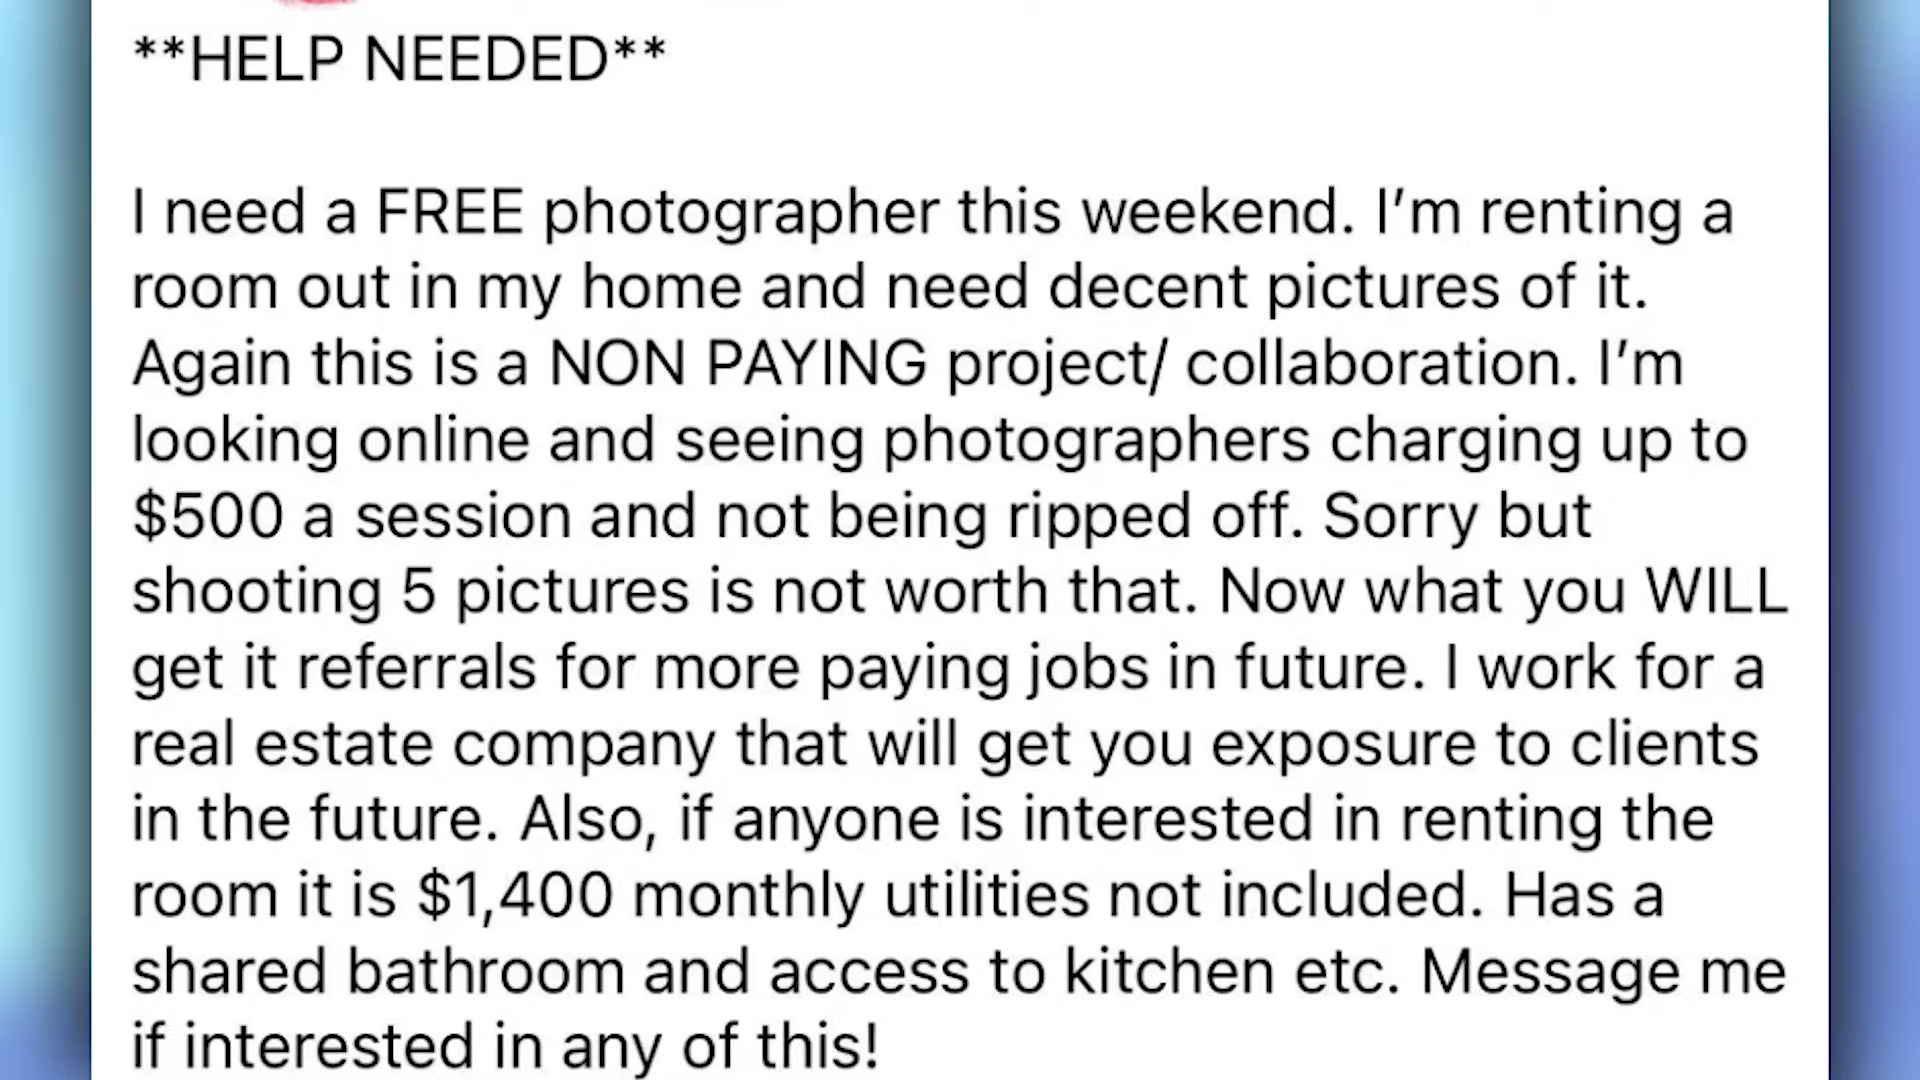 **HELP NEEDED**
I need a FREE photographer this weekend. I’m renting a
room out in my home and need decent pictures of it.
Again this is a NON PAYING project/ collaboration. I’m
looking online and seeing photographers charging up to
$500 a session and not being ripped off. Sorry but
shooting 5 pictures is not worth that. Now what you WILL
get it referrals for more paying jobs in future. I work for a
real estate company that will get you exposure to clients
in the future. Also, if anyone is interested in renting the
room it is $1,400 monthly utilities not included. Has a
shared bathroom and access to kitchen etc. Message me
if interested in any of this!